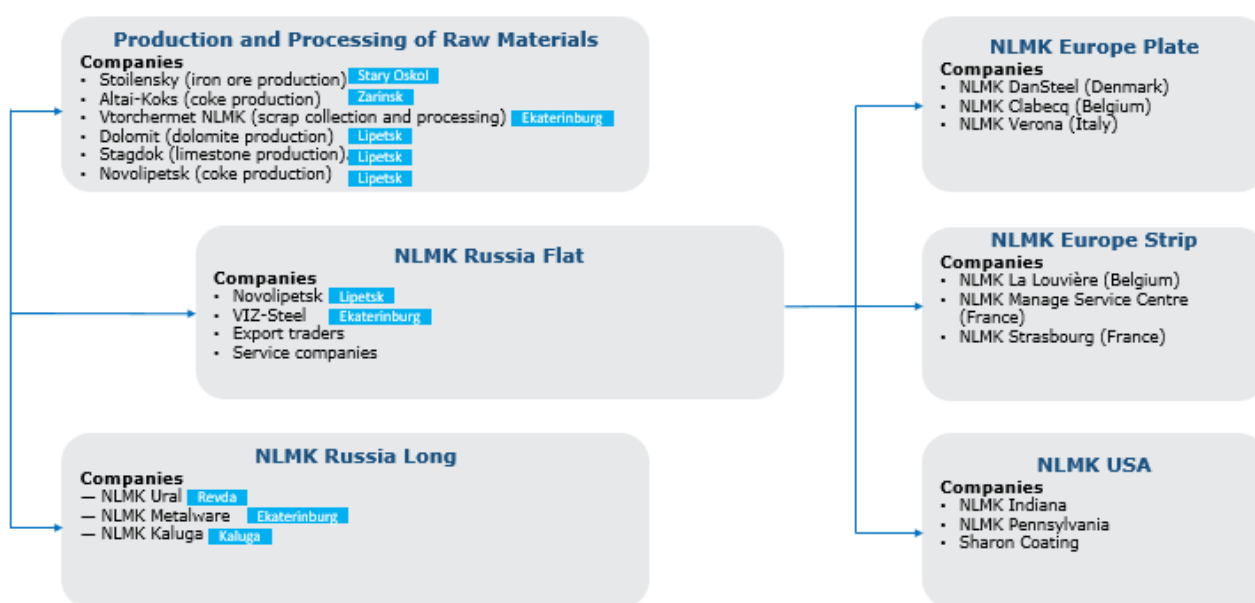 Production and Processing of Raw Materials
Companies
• Stoilensky (iron ore production) Stary Oskol
• Altai-Koks (coke production) Zarinsk
• Vtorchermet NLMK (scrap collection and processing) Ekaterinburg
• Dolomit (dolomite production) Lipetsk
• Stagdok (limestone production). Lipetsk
• Novolipetsk (coke production) Lipetsk
NLMK Russia Flat
Companies
• Novolipetsk Lipetsk
• VIZ-Steel Ekaterinburg
• Export traders
• Service companies
NLMK Russia Long
Companies
— NLMK Ural Revda
— NLMK Metalware Ekaterinburg
— NLMK Kaluga Kaluga
NLMK Europe Plate
Companies
• NLMK DanSteel (Denmark)
• NLMK Clabecq (Belgium)
• NLMK Verona (Italy)
NLMK Europe Strip
Companies
• NLMK La Louvière (Belgium)
• NLMK Manage Service Centre
(France)
• NLMK Strasbourg (France)
NLMK USA
Companies
• NLMK Indiana
• NLMK Pennsylvania
• Sharon Coating